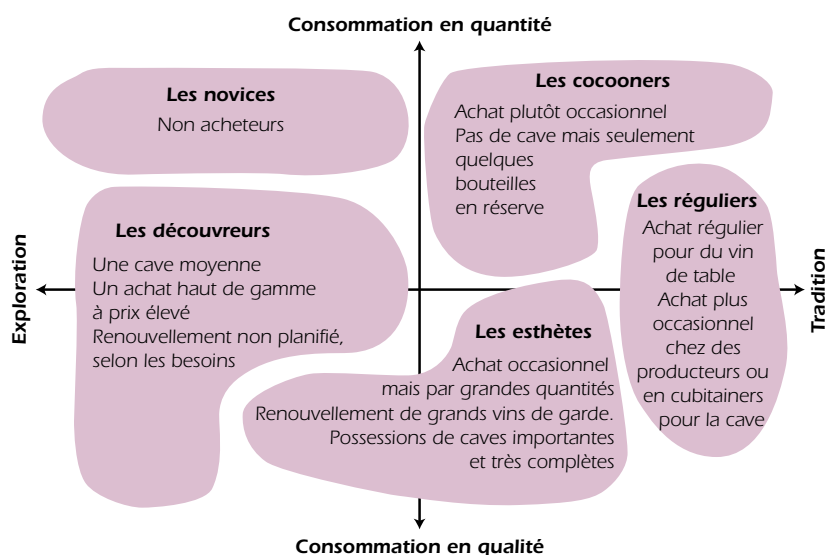 Consommation en quantité
Les novices
Non acheteurs
Les cocooners
Achat plutôt occasionnel
Pas de cave mais seulement
quelques
bouteilles
en réserve
Les découvreurs
Une cave moyenne
Un achat haut de gamme
à prix élevé
Renouvellement non planifié,
selon les besoins
Les réguliers
Achat régulier
pour du vin
de table
Achat plus
occasionnel
chez des
producteurs ou
en cubitainers
pour la cave
Les esthètes
Achat occasionnel
mais par grandes quantités
Renouvellement de grands vins de garde.
Possessions de caves importantes
et très complètes
Exploration
Tradition
Consommation en qualité